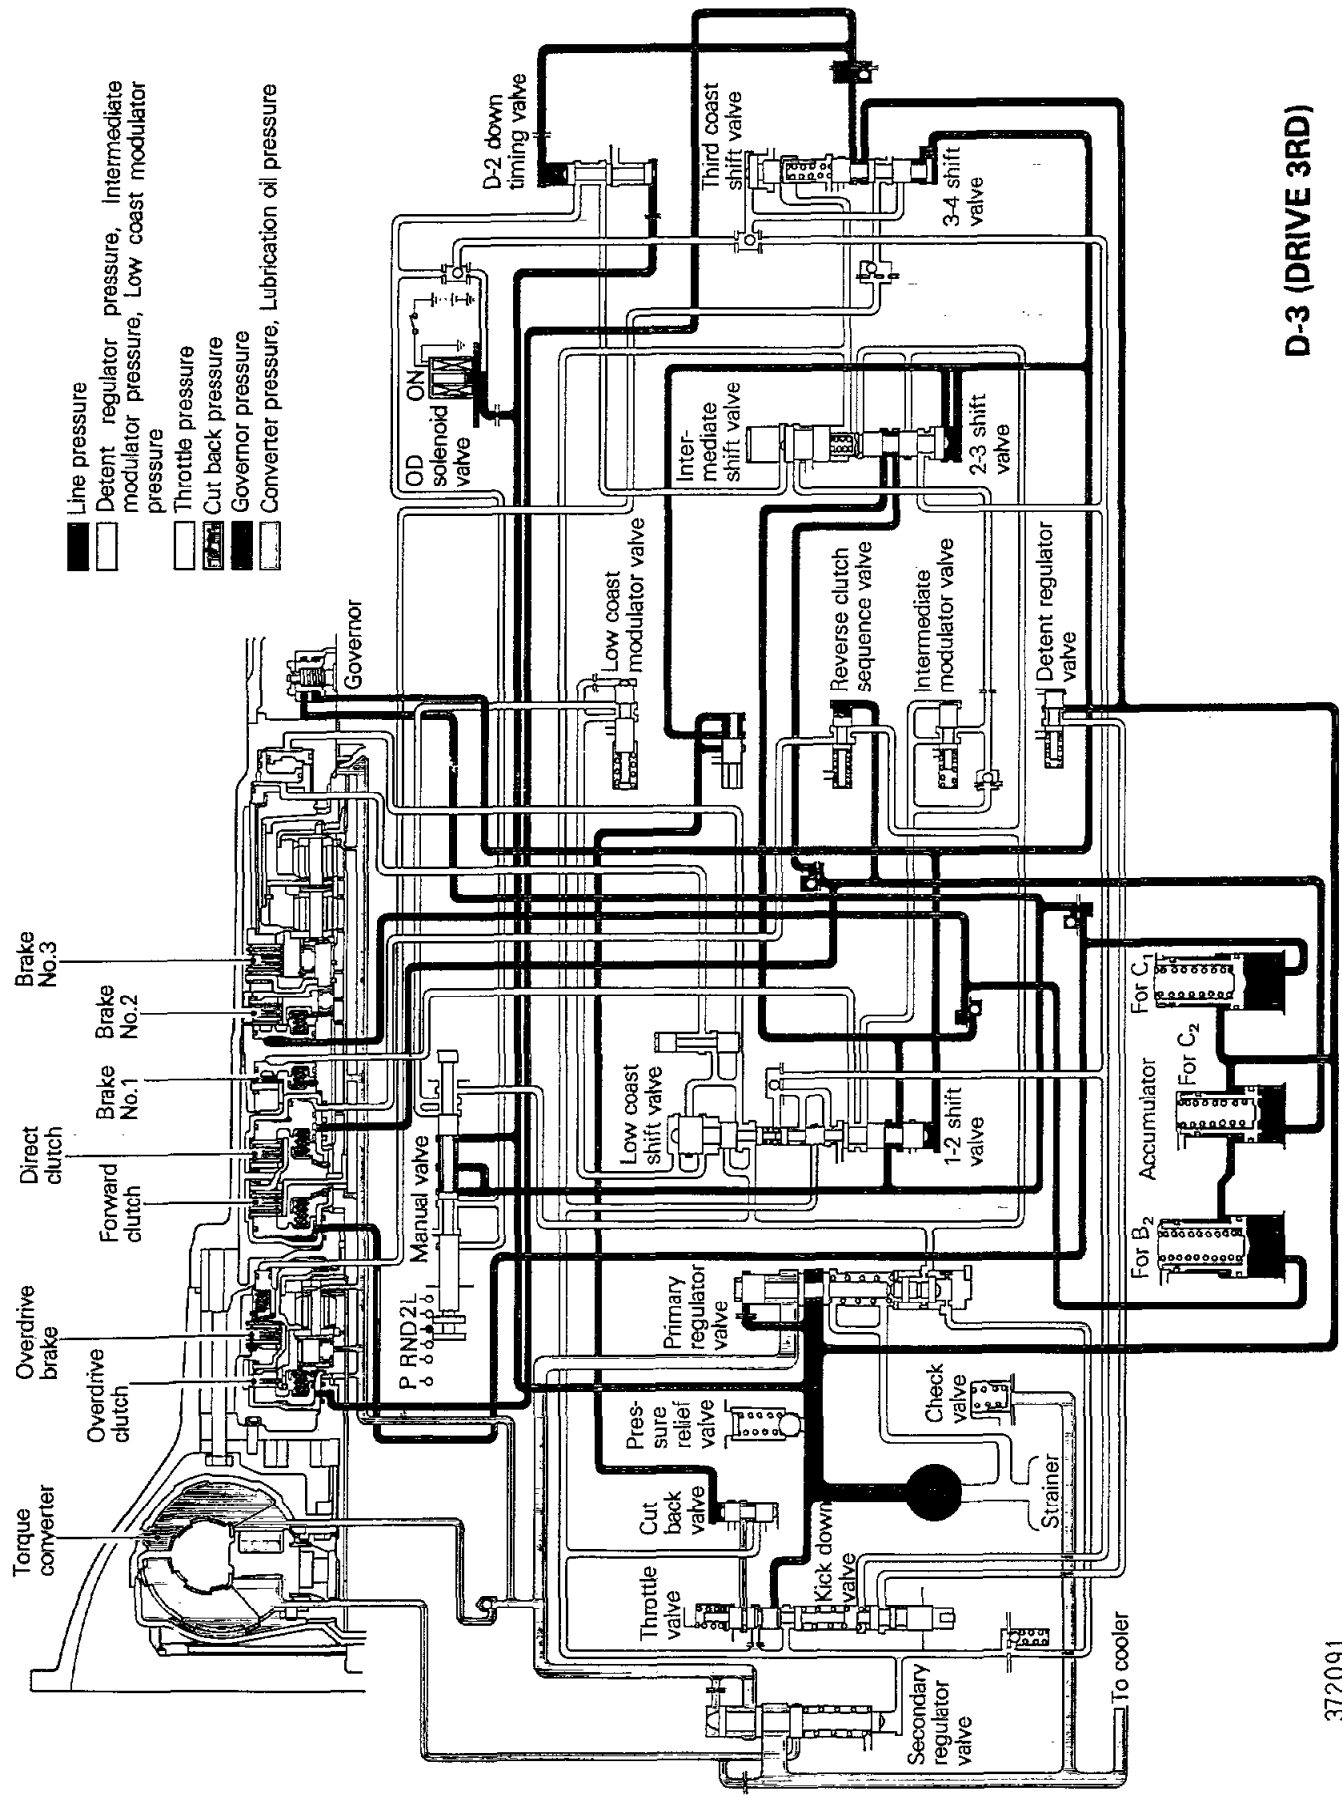 D-3 (DRIVE 3RD)
Line pressure
Detent regulator pressure, Intermediate
modulator pressure, Low coast modulator
pressure
Throttle pressure
Cut back pressure
Governor pressure
Converter pressure, Lubrication oil pressure
Torque
converter
Overdrive
clutch
Overdrive
brake
Forward
clutch
Direct
clutch
Brake
No.1
Brake
No.2
Brake
No.3
Governor
Manual valve
P RND2L
OD
solenoid
valve
ON
D-2 down
timing valve
Third coast
shift valve
3-4 shift
valve
Inter-
mediate
shift valve
2-3 shift
valve
Low coast
modulator valve
Reverse clutch
sequence valve
Intermediate
modulator valve
Detent regulator
valve
Low coast
shift valve
1-2 shift
valve
Primary
regulator
valve
Pres-
sure
relief
valve
Cut
back
valve
Throttle
valve
Kick down
valve
Secondary
regulator
valve
Check
valve
Strainer
To cooler
Accumulator
For C1
For C2
For B2
372091